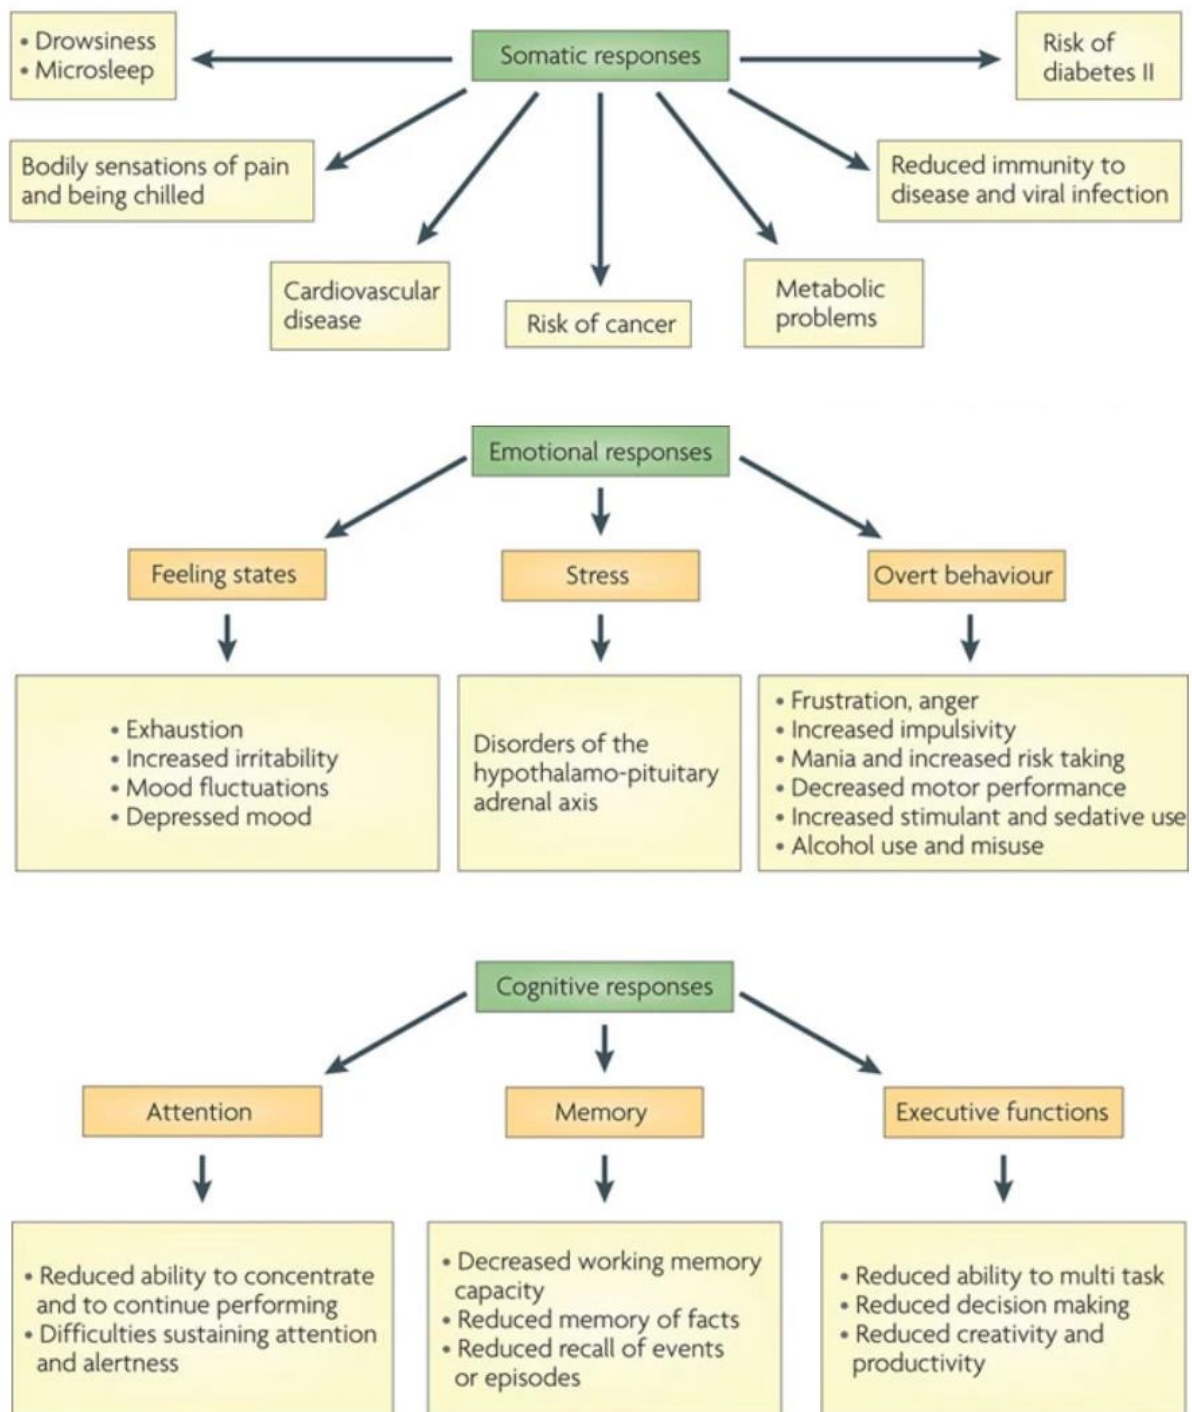 Somatic responses
• Drowsiness
• Microsleep
Risk of
diabetes II
Bodily sensations of pain
and being chilled
Reduced immunity to
disease and viral infection
Cardiovascular
disease
Risk of cancer
Metabolic
problems
Emotional responses
Feeling states
Stress
Overt behaviour
• Exhaustion
• Increased irritability
• Mood fluctuations
• Depressed mood
Disorders of the
hypothalamo-pituitary
adrenal axis
• Frustration, anger
• Increased impulsivity
• Mania and increased risk taking
• Decreased motor performance
• Increased stimulant and sedative use
• Alcohol use and misuse
Cognitive responses
Attention
Memory
Executive functions
• Reduced ability to concentrate
and to continue performing
• Difficulties sustaining attention
and alertness
• Decreased working memory
capacity
• Reduced memory of facts
• Reduced recall of events
or episodes
• Reduced ability to multi task
• Reduced decision making
• Reduced creativity and
productivity